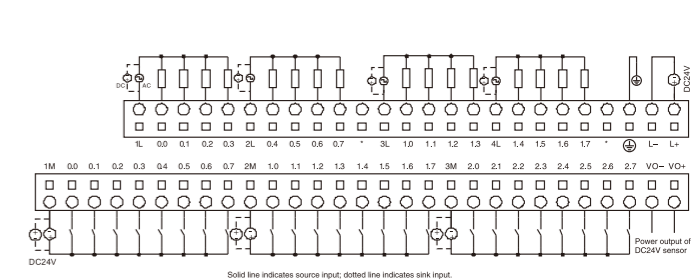 DC AC DC24V
1L 0.0 0.1 0.2 0.3 2L 0.4 0.5 0.6 0.7 * 3L 1.0 1.1 1.2 1.3 4L 1.4 1.5 1.6 1.7 * L− L+
1M 0.0 0.1 0.2 0.3 0.4 0.5 0.6 0.7 2M 1.0 1.1 1.2 1.3 1.4 1.5 1.6 1.7 3M 2.0 2.1 2.2 2.3 2.4 2.5 2.6 2.7 VO− VO+
DC24V
Power output of
DC24V sensor
Solid line indicates source input; dotted line indicates sink input.